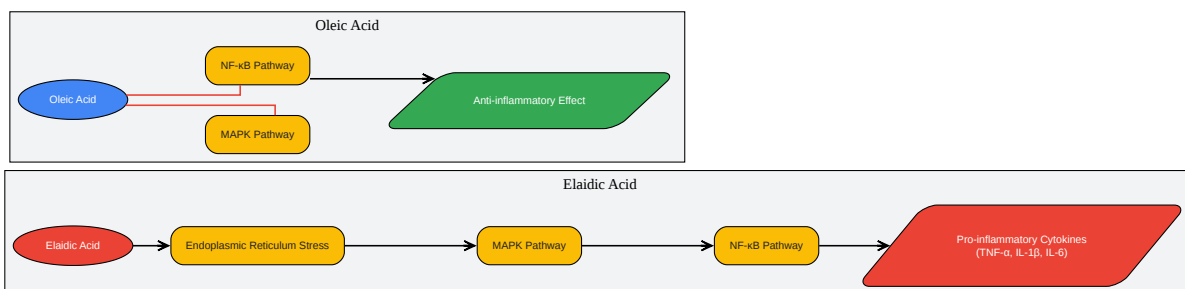 Oleic Acid
NF-κB Pathway
Oleic Acid
Anti-inflammatory Effect
MAPK Pathway
Elaidic Acid
Elaidic Acid
Endoplasmic Reticulum Stress
MAPK Pathway
NF-κB Pathway
Pro-inflammatory Cytokines
(TNF-α, IL-1β, IL-6)